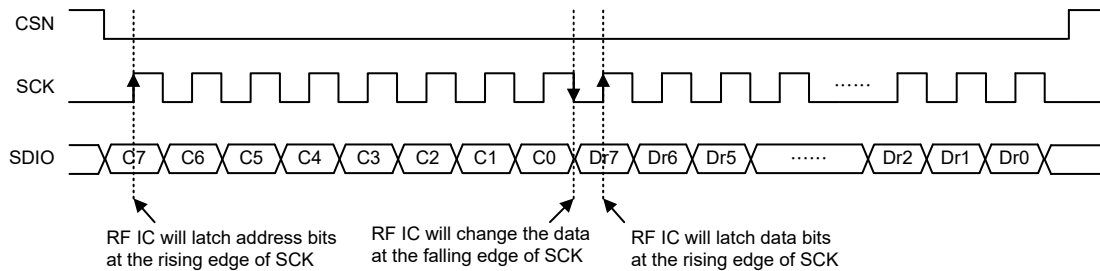 CSN
SCK
......
SDIO
C7 C6 C5 C4 C3 C2 C1 C0 Dr7 Dr6 Dr5 ...... Dr2 Dr1 Dr0
RF IC will latch address bits
at the rising edge of SCK
RF IC will change the data
at the falling edge of SCK
RF IC will latch data bits
at the rising edge of SCK